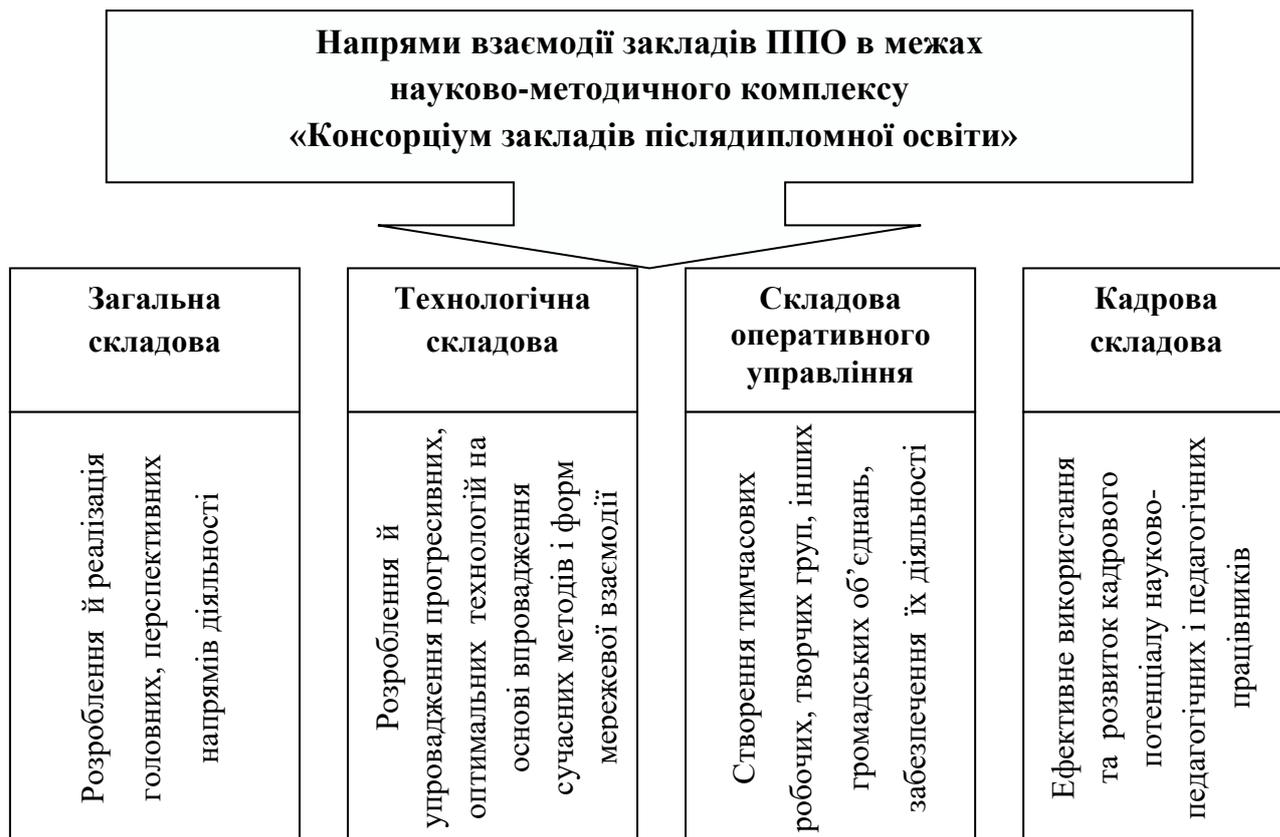 Напрями взаємодії закладів ППО в межах
науково-методичного комплексу
«Консорціум закладів післядипломної освіти»
Загальна
складова
Розроблення й реалізація
головних, перспективних
напрямів діяльності
Технологічна
складова
Розроблення й
упровадження прогресивних,
оптимальних технологій на
основі впровадження
сучасних методів і форм
мережевої взаємодії
Складова
оперативного
управління
Створення тимчасових
робочих, творчих груп, інших
громадських об’єднань,
забезпечення їх діяльності
Кадрова
складова
Ефективне використання
та розвиток кадрового
потенціалу науково-
педагогічних і педагогічних
працівників